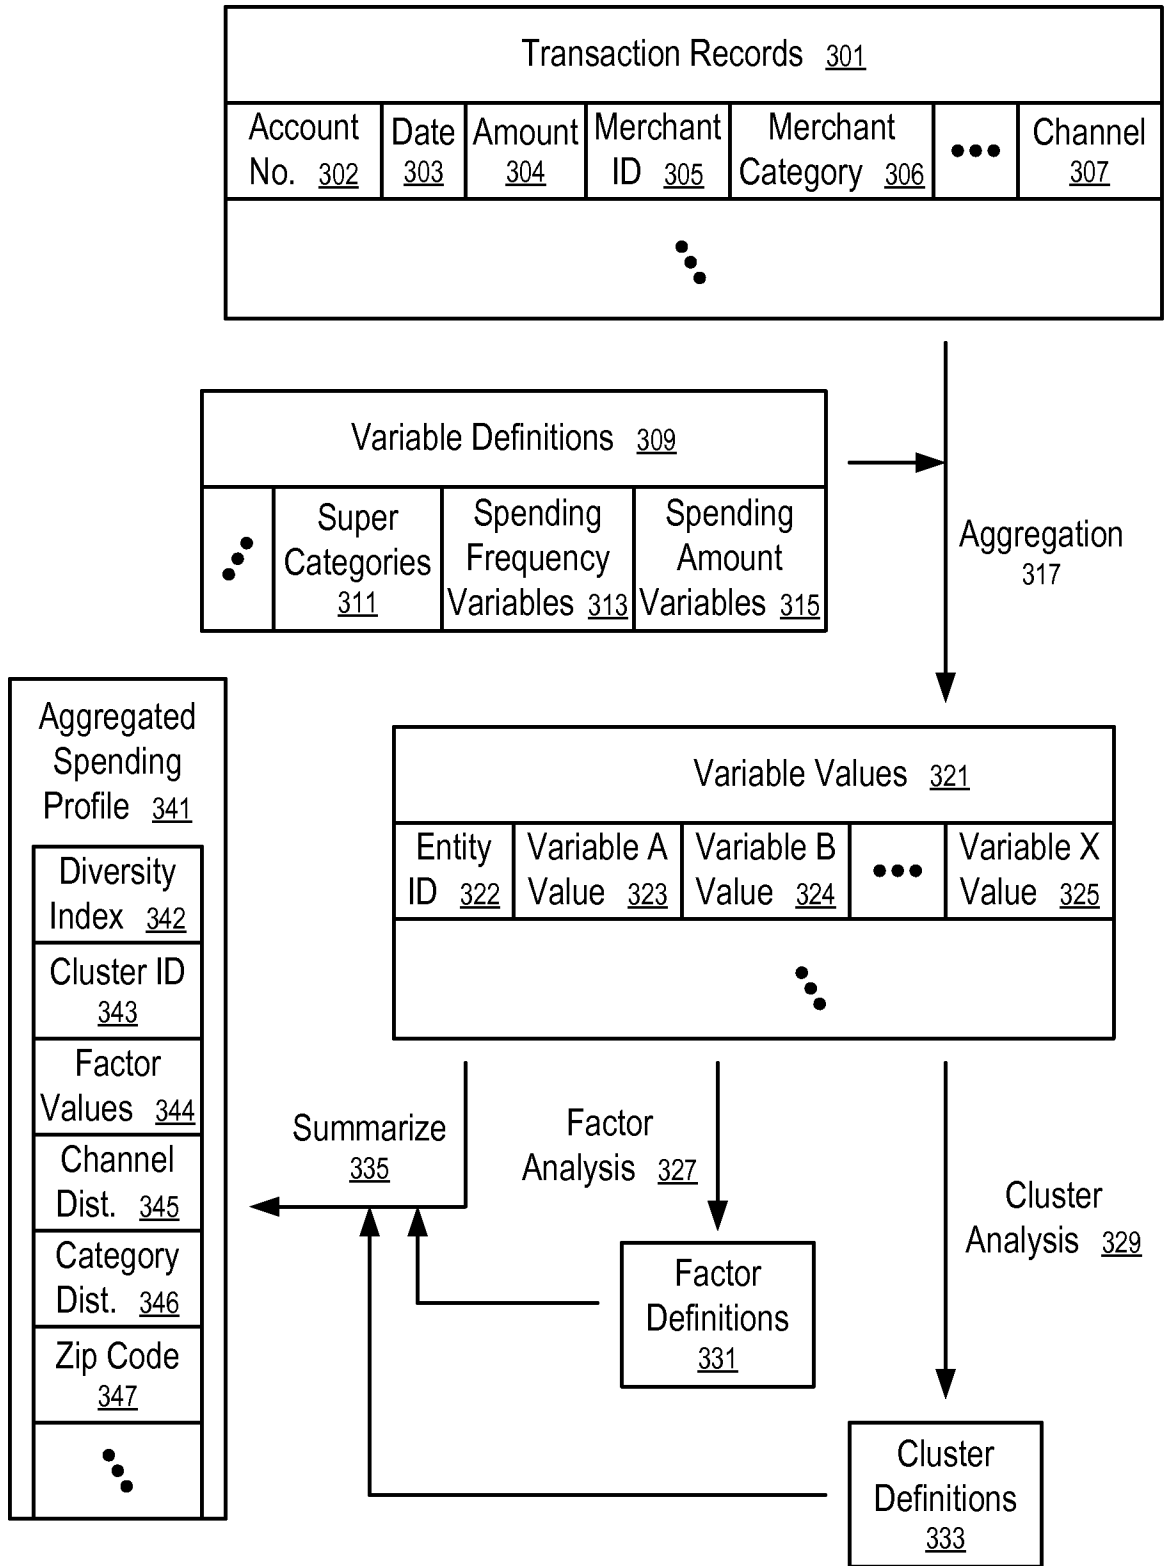 Transaction Records 301
Account
No. 302
Date
303
Amount
304
Merchant
ID 305
Merchant
Category 306
Channel
307
Variable Definitions 309
Super
Categories
311
Spending
Frequency
Variables 313
Spending
Amount
Variables 315
Aggregation
317
Aggregated
Spending
Profile 341
Diversity
Index 342
Cluster ID
343
Factor
Values 344
Channel
Dist. 345
Category
Dist. 346
Zip Code
347
Variable Values 321
Entity
ID 322
Variable A
Value 323
Variable B
Value 324
Variable X
Value 325
Summarize
335
Factor
Analysis 327
Cluster
Analysis 329
Factor
Definitions
331
Cluster
Definitions
333